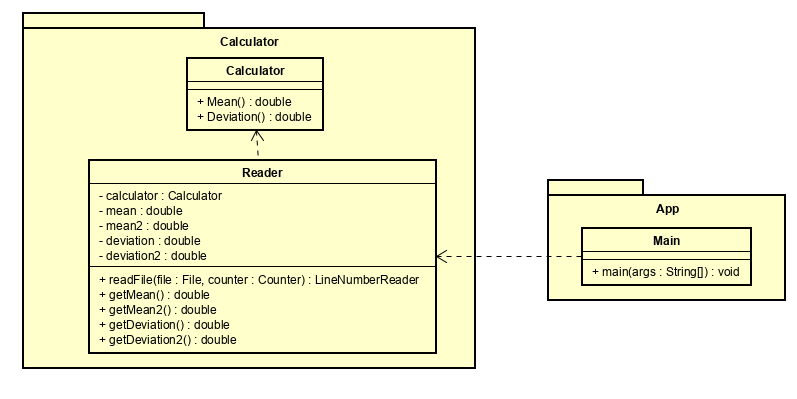 Calculator
Calculator
+ Mean() : double
+ Deviation() : double
Reader
- calculator : Calculator
- mean : double
- mean2 : double
- deviation : double
- deviation2 : double
+ readFile(file : File, counter : Counter) : LineNumberReader
+ getMean() : double
+ getMean2() : double
+ getDeviation() : double
+ getDeviation2() : double
App
Main
+ main(args : String[]) : void